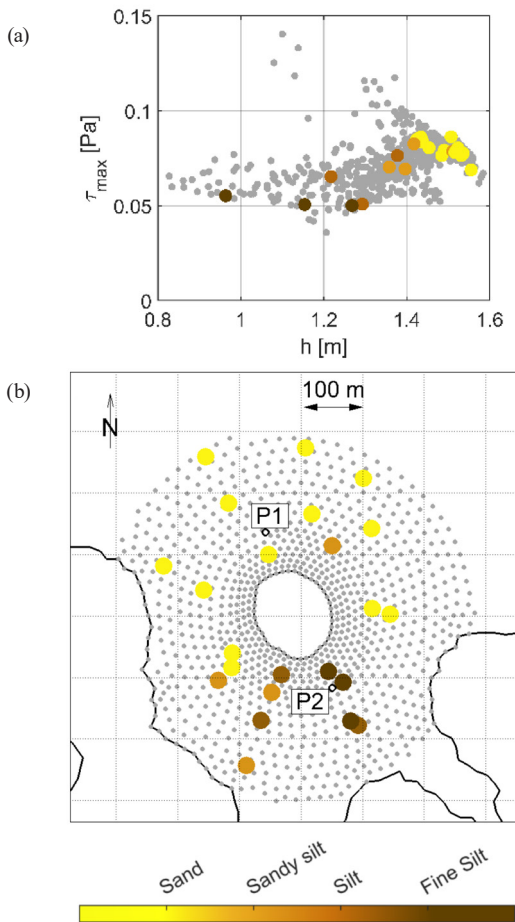 (a)
0.15
0.1
0.05
0
τmax [Pa]
0.8 1 1.2 1.4 1.6
h [m]
(b)
100 m
N
P1
P2
Sand Sandy silt Silt Fine Silt